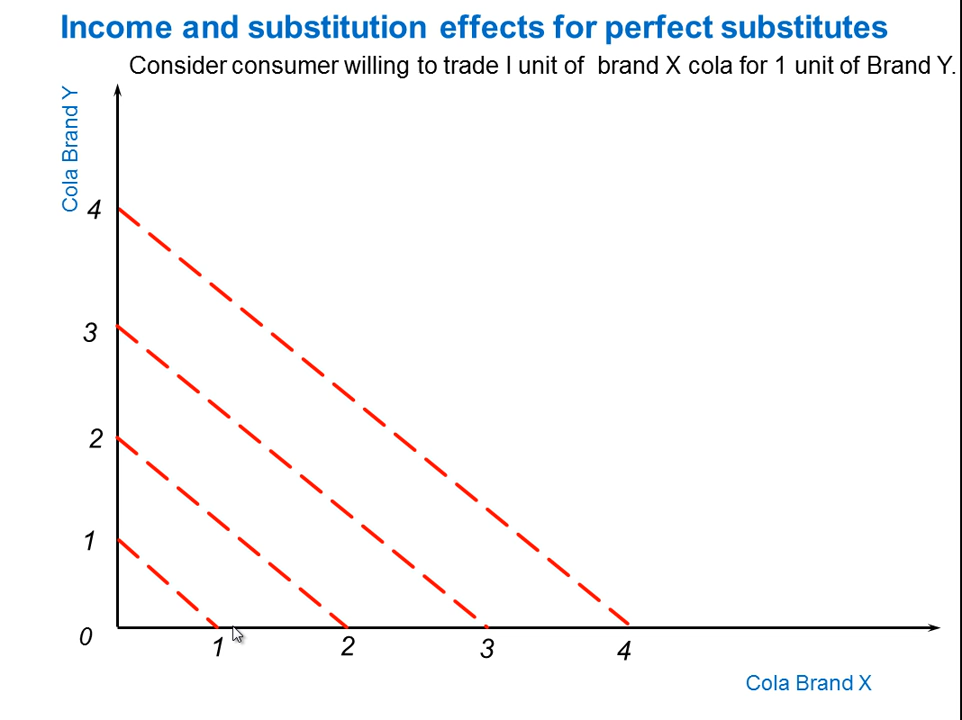 Income and substitution effects for perfect substitutes
Consider consumer willing to trade I unit of brand X cola for 1 unit of Brand Y.
Cola Brand Y
4
3
2
1
0
1
2
3
4
Cola Brand X